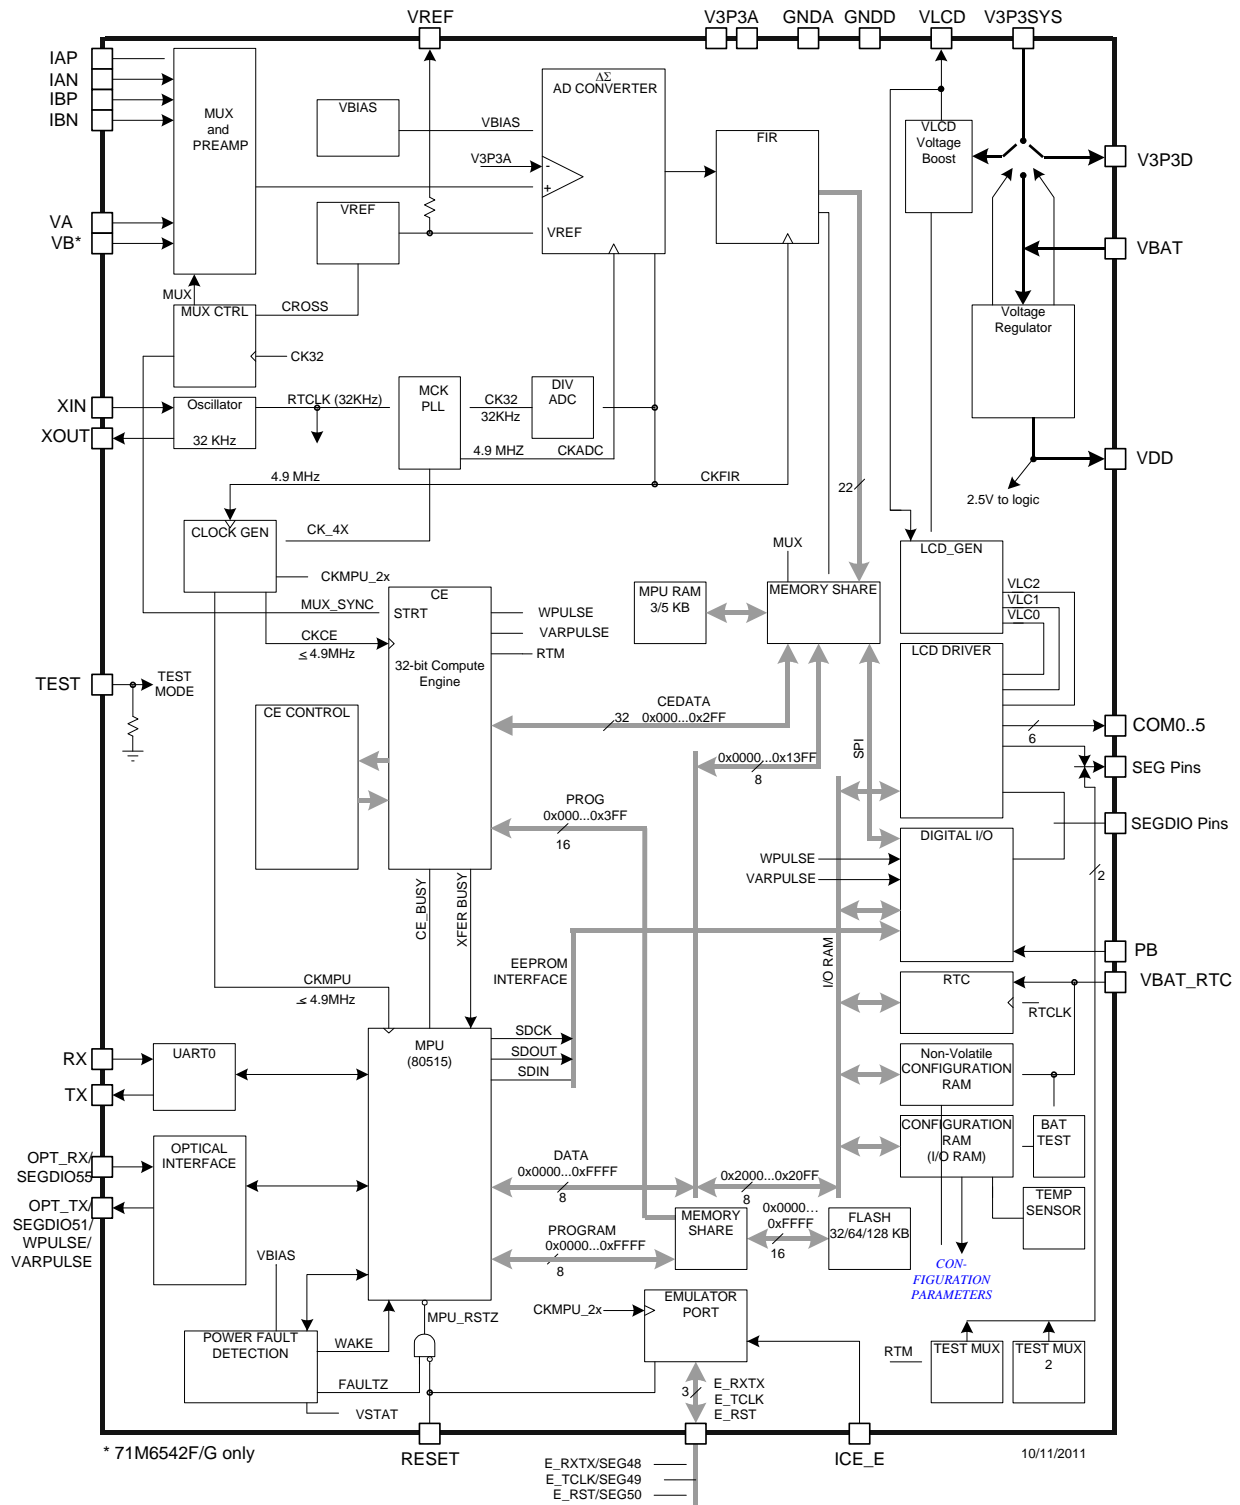 VREF
V3P3A
GNDA
GNDD
VLCD
V3P3SYS
IAP
IAN
IBP
IBN
VA
VB*
MUX
and
PREAMP
VBIAS
VBIAS
V3P3A
ΔΣ
AD CONVERTER
-
+
VREF
VREF
FIR
VLCD
Voltage
Boost
V3P3D
VBAT
Voltage
Regulator
VDD
2.5V to logic
MUX
MUX CTRL
CROSS
CK32
XIN
XOUT
Oscillator
32 KHz
RTCLK (32KHz)
MCK
PLL
CK32
32KHz
DIV
ADC
4.9 MHZ
CKADC
4.9 MHz
CKFIR
22
CLOCK GEN
CK_4X
CKMPU_2x
MUX_SYNC
CKCE
≤ 4.9MHz
CE
STRT
32-bit Compute
Engine
WPULSE
VARPULSE
RTM
MUX
MPU RAM
3/5 KB
MEMORY SHARE
LCD_GEN
VLC2
VLC1
VLC0
LCD DRIVER
TEST
TEST
MODE
CE CONTROL
CEDATA
32 0x000...0x2FF
0x0000...0x13FF
8
SPI
6
COM0..5
SEG Pins
SEGDIO Pins
PROG
0x000...0x3FF
16
DIGITAL I/O
WPULSE
VARPULSE
2
CE_BUSY
XFER BUSY
EEPROM
INTERFACE
I/O RAM
PB
VBAT_RTC
CKMPU
≤ 4.9MHz
RTC
RTCLK
MPU
(80515)
SDCK
SDOUT
SDIN
RX
TX
UART0
Non-Volatile
CONFIGURATION
RAM
CONFIGURATION
RAM
(I/O RAM)
BAT
TEST
TEMP
SENSOR
OPT_RX/
SEGDIO55
OPT_TX/
SEGDIO51/
WPULSE/
VARPULSE
OPTICAL
INTERFACE
DATA
0x0000...0xFFFF
8
0x2000...0x20FF
8
PROGRAM
0x0000...0xFFFF
8
MEMORY
SHARE
0x0000...
0xFFFF
16
FLASH
32/64/128 KB
CON-
FIGURATION
PARAMETERS
VBIAS
POWER FAULT
DETECTION
WAKE
FAULTZ
VSTAT
MPU_RSTZ
CKMPU_2x
EMULATOR
PORT
3
E_RXTX
E_TCLK
E_RST
RTM
TEST MUX
TEST MUX
2
* 71M6542F/G only
RESET
ICE_E
10/11/2011
E_RXTX/SEG48
E_TCLK/SEG49
E_RST/SEG50